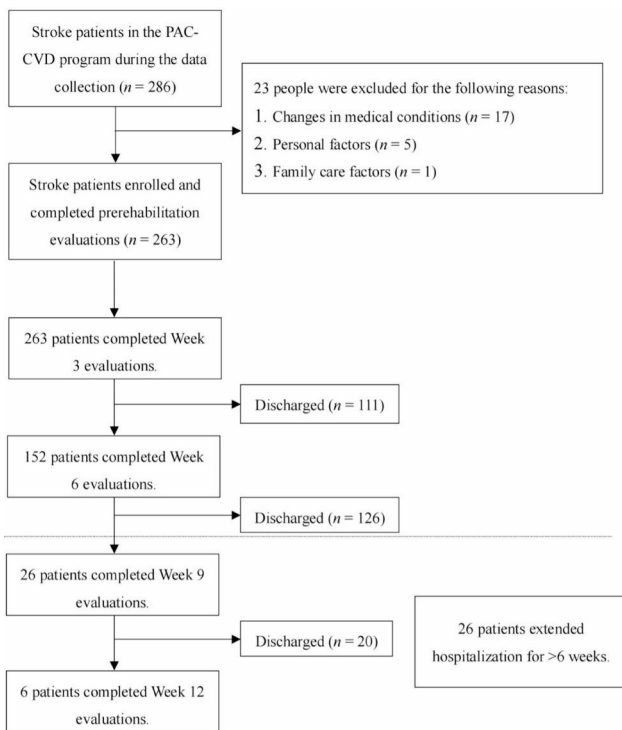 Stroke patients in the PAC-
CVD program during the data
collection (n = 286)
23 people were excluded for the following reasons:
1. Changes in medical conditions (n = 17)
2. Personal factors (n = 5)
3. Family care factors (n = 1)
Stroke patients enrolled and
completed prerehabilitation
evaluations (n = 263)
263 patients completed Week
3 evaluations.
Discharged (n = 111)
152 patients completed Week
6 evaluations.
Discharged (n = 126)
26 patients completed Week 9
evaluations.
Discharged (n = 20)
26 patients extended
hospitalization for >6 weeks.
6 patients completed Week 12
evaluations.